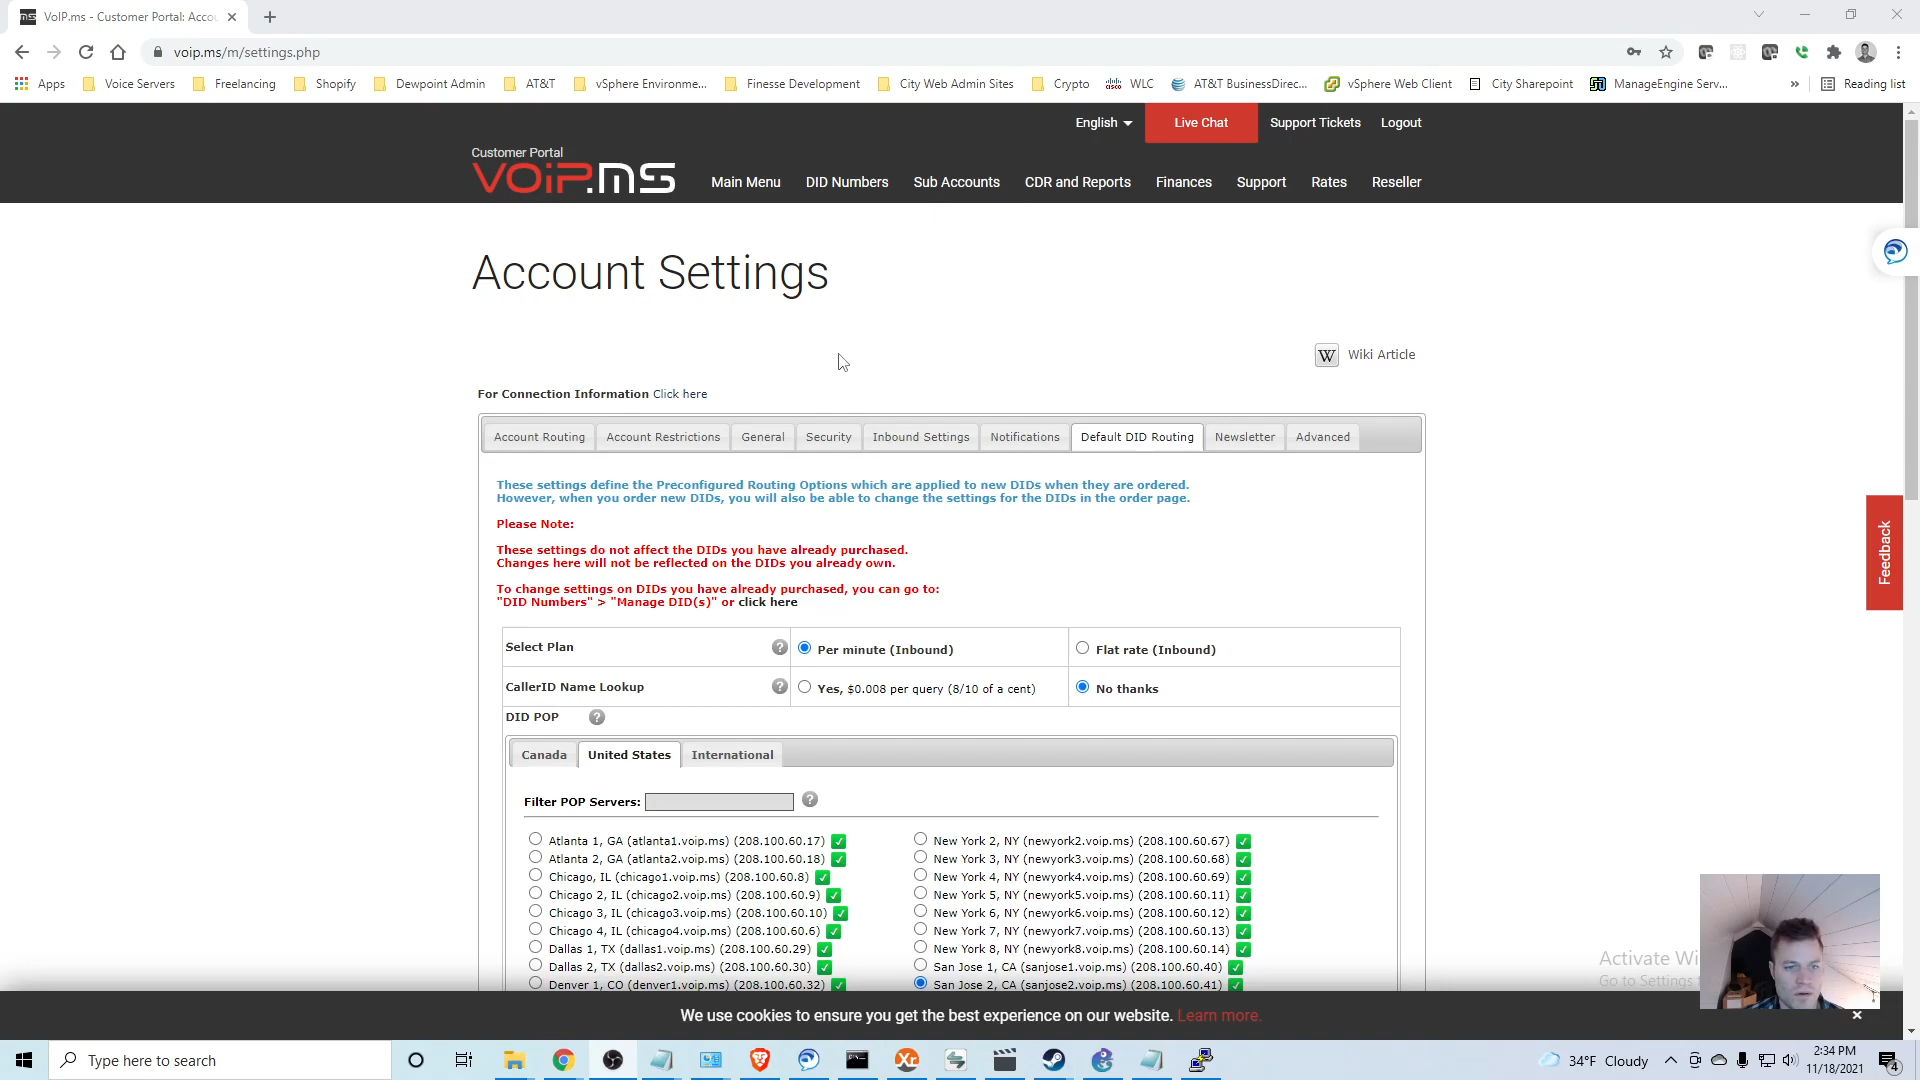 VoIP.ms - Customer Portal: Accou
voip.ms/m/settings.php
Apps
Voice Servers
Freelancing
Shopify
Dewpoint Admin
AT&T
vSphere Environme...
Finesse Development
City Web Admin Sites
Crypto
WLC
AT&T BusinessDirec...
vSphere Web Client
City Sharepoint
ManageEngine Serv...
»
Reading list
English
Live Chat
Support Tickets
Logout
Customer Portal
VOiP.ms
Main Menu
DID Numbers
Sub Accounts
CDR and Reports
Finances
Support
Rates
Reseller
Account Settings
W Wiki Article
For Connection Information Click here
Account Routing
Account Restrictions
General
Security
Inbound Settings
Notifications
Default DID Routing
Newsletter
Advanced
These settings define the Preconfigured Routing Options which are applied to new DIDs when they are ordered.
However, when you order new DIDs, you will also be able to change the settings for the DIDs in the order page.
Please Note:
These settings do not affect the DIDs you have already purchased.
Changes here will not be reflected on the DIDs you already own.
To change settings on DIDs you have already purchased, you can go to:
"DID Numbers" > "Manage DID(s)" or click here
Feedback
Select Plan ? Per minute (Inbound) Flat rate (Inbound)
CallerID Name Lookup ? Yes, $0.008 per query (8/10 of a cent) No thanks
DID POP ?
Canada
United States
International
Filter POP Servers: ?
Atlanta 1, GA (atlanta1.voip.ms) (208.100.60.17)
Atlanta 2, GA (atlanta2.voip.ms) (208.100.60.18)
Chicago, IL (chicago1.voip.ms) (208.100.60.8)
Chicago 2, IL (chicago2.voip.ms) (208.100.60.9)
Chicago 3, IL (chicago3.voip.ms) (208.100.60.10)
Chicago 4, IL (chicago4.voip.ms) (208.100.60.6)
Dallas 1, TX (dallas1.voip.ms) (208.100.60.29)
Dallas 2, TX (dallas2.voip.ms) (208.100.60.30)
Denver 1, CO (denver1.voip.ms) (208.100.60.32)
New York 2, NY (newyork2.voip.ms) (208.100.60.67)
New York 3, NY (newyork3.voip.ms) (208.100.60.68)
New York 4, NY (newyork4.voip.ms) (208.100.60.69)
New York 5, NY (newyork5.voip.ms) (208.100.60.11)
New York 6, NY (newyork6.voip.ms) (208.100.60.12)
New York 7, NY (newyork7.voip.ms) (208.100.60.13)
New York 8, NY (newyork8.voip.ms) (208.100.60.14)
San Jose 1, CA (sanjose1.voip.ms) (208.100.60.40)
San Jose 2, CA (sanjose2.voip.ms) (208.100.60.41)
Activate Wi
Go to Settings
We use cookies to ensure you get the best experience on our website. Learn more.
Type here to search
Xr
34°F Cloudy
2:34 PM
11/18/2021
4